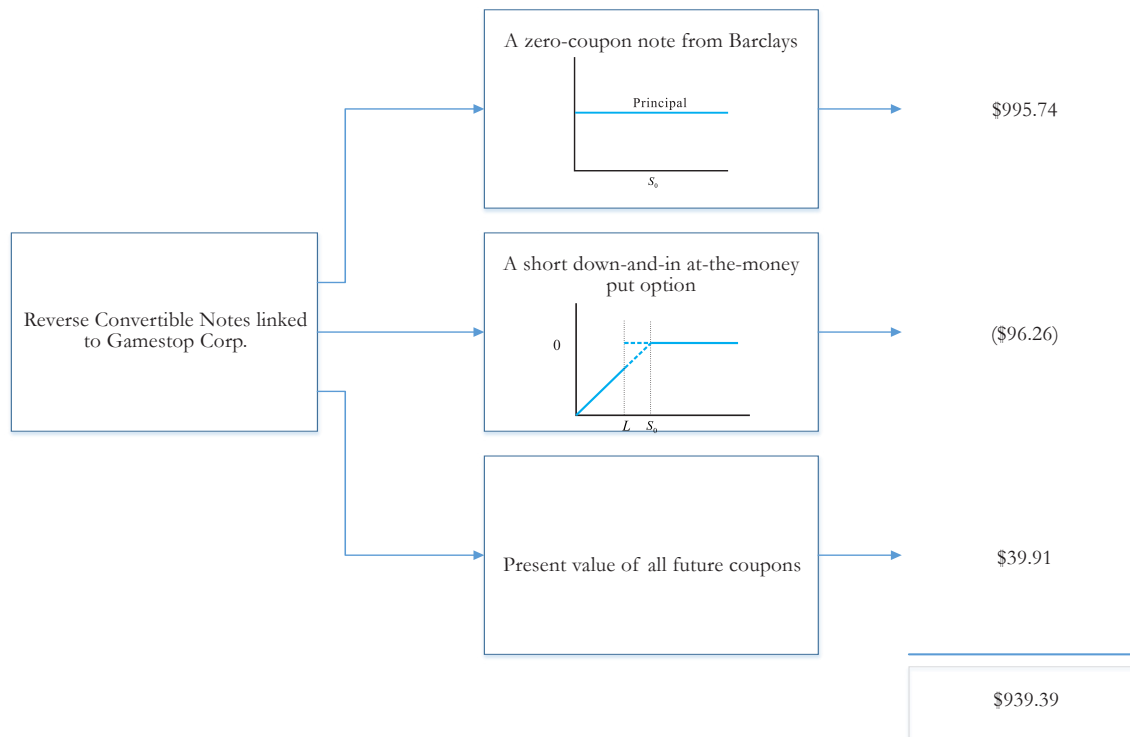 A zero-coupon note from Barclays
Principal
S₀
$995.74
Reverse Convertible Notes linked
to Gamestop Corp.
A short down-and-in at-the-money
put option
0
L S₀
($96.26)
Present value of all future coupons
$39.91
$939.39